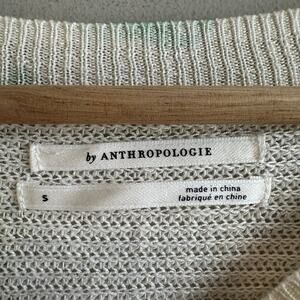 by ANTHROPOLOGIE
S
made in china
fabriqué en chine